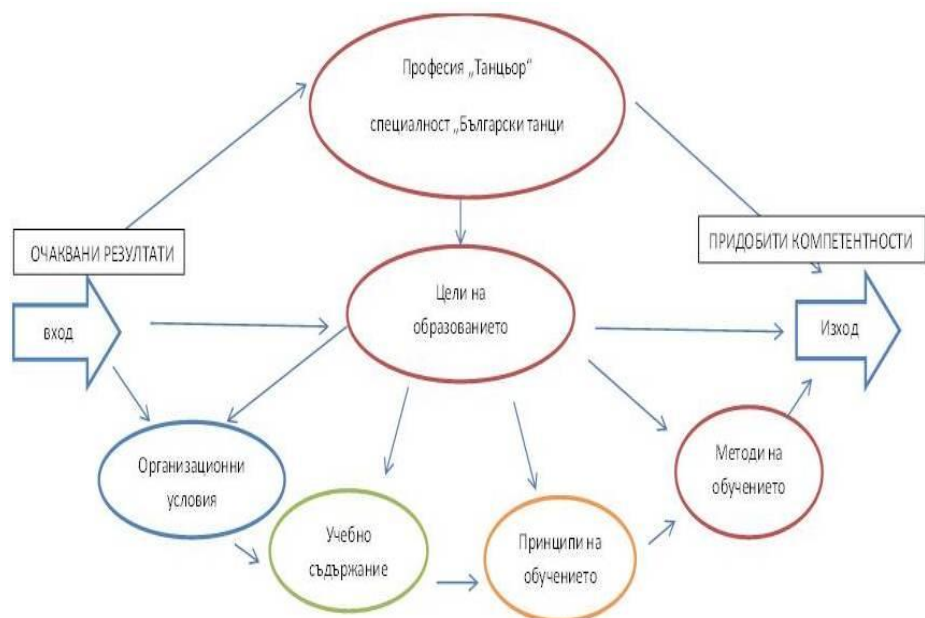 Професия „Танцьор“
специалност „Български танци
ОЧАКВАНИ РЕЗУЛТАТИ
ПРИДОБИТИ КОМПЕТЕНТНОСТИ
вход
Цели на
образованието
Изход
Организационни
условия
Методи на
обучението
Учебно
съдържание
Принципи на
обучението